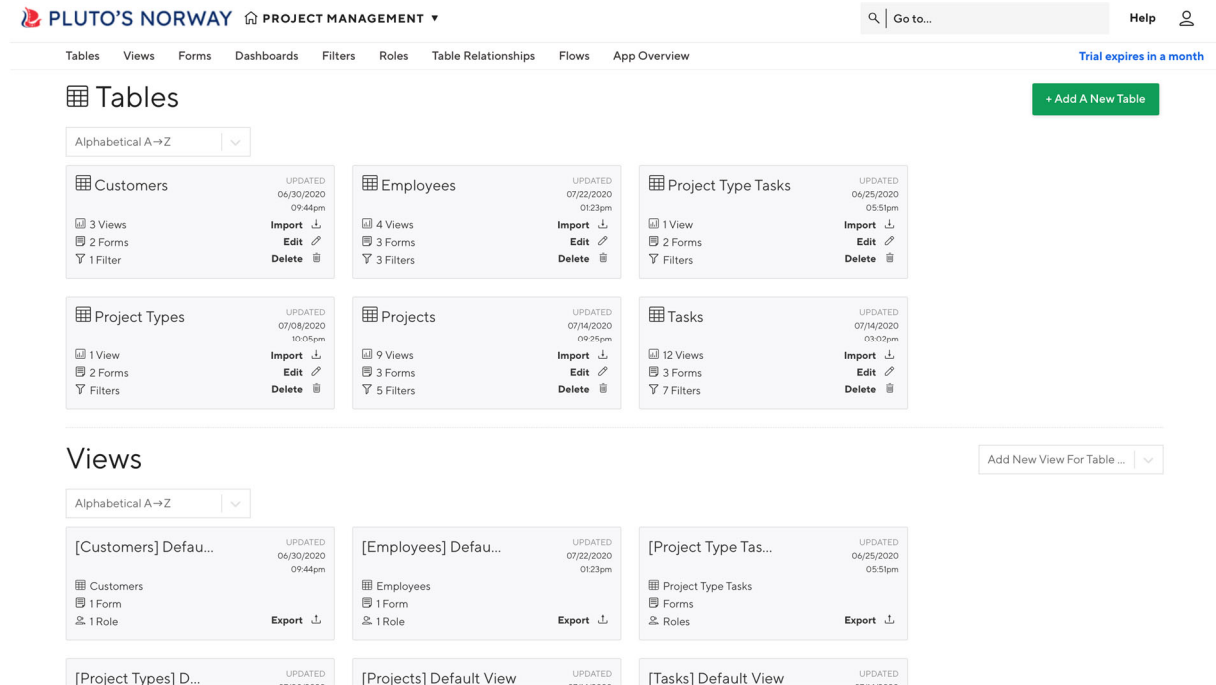 PLUTO'S NORWAY PROJECT MANAGEMENT ▼ Go to... Help
Tables Views Forms Dashboards Filters Roles Table Relationships Flows App Overview Trial expires in a month
Tables
+ Add A New Table
Alphabetical A→Z
Customers
UPDATED
06/30/2020
09:44pm
3 Views
2 Forms
1 Filter
Import
Edit
Delete
Employees
UPDATED
07/22/2020
01:23pm
4 Views
3 Forms
3 Filters
Import
Edit
Delete
Project Type Tasks
UPDATED
06/25/2020
05:51pm
1 View
2 Forms
Filters
Import
Edit
Delete
Project Types
UPDATED
07/08/2020
10:05pm
1 View
2 Forms
Filters
Import
Edit
Delete
Projects
UPDATED
07/14/2020
09:25pm
9 Views
3 Forms
5 Filters
Import
Edit
Delete
Tasks
UPDATED
07/14/2020
03:02pm
12 Views
3 Forms
7 Filters
Import
Edit
Delete
Views
Add New View For Table ...
Alphabetical A→Z
[Customers] Defau...
UPDATED
06/30/2020
09:44pm
Customers
1 Form
1 Role
Export
[Employees] Defau...
UPDATED
07/22/2020
01:23pm
Employees
1 Form
1 Role
Export
[Project Type Tas...
UPDATED
06/25/2020
05:51pm
Project Type Tasks
Forms
Roles
Export
[Project Types] D...
UPDATED
[Projects] Default View
UPDATED
[Tasks] Default View
UPDATED